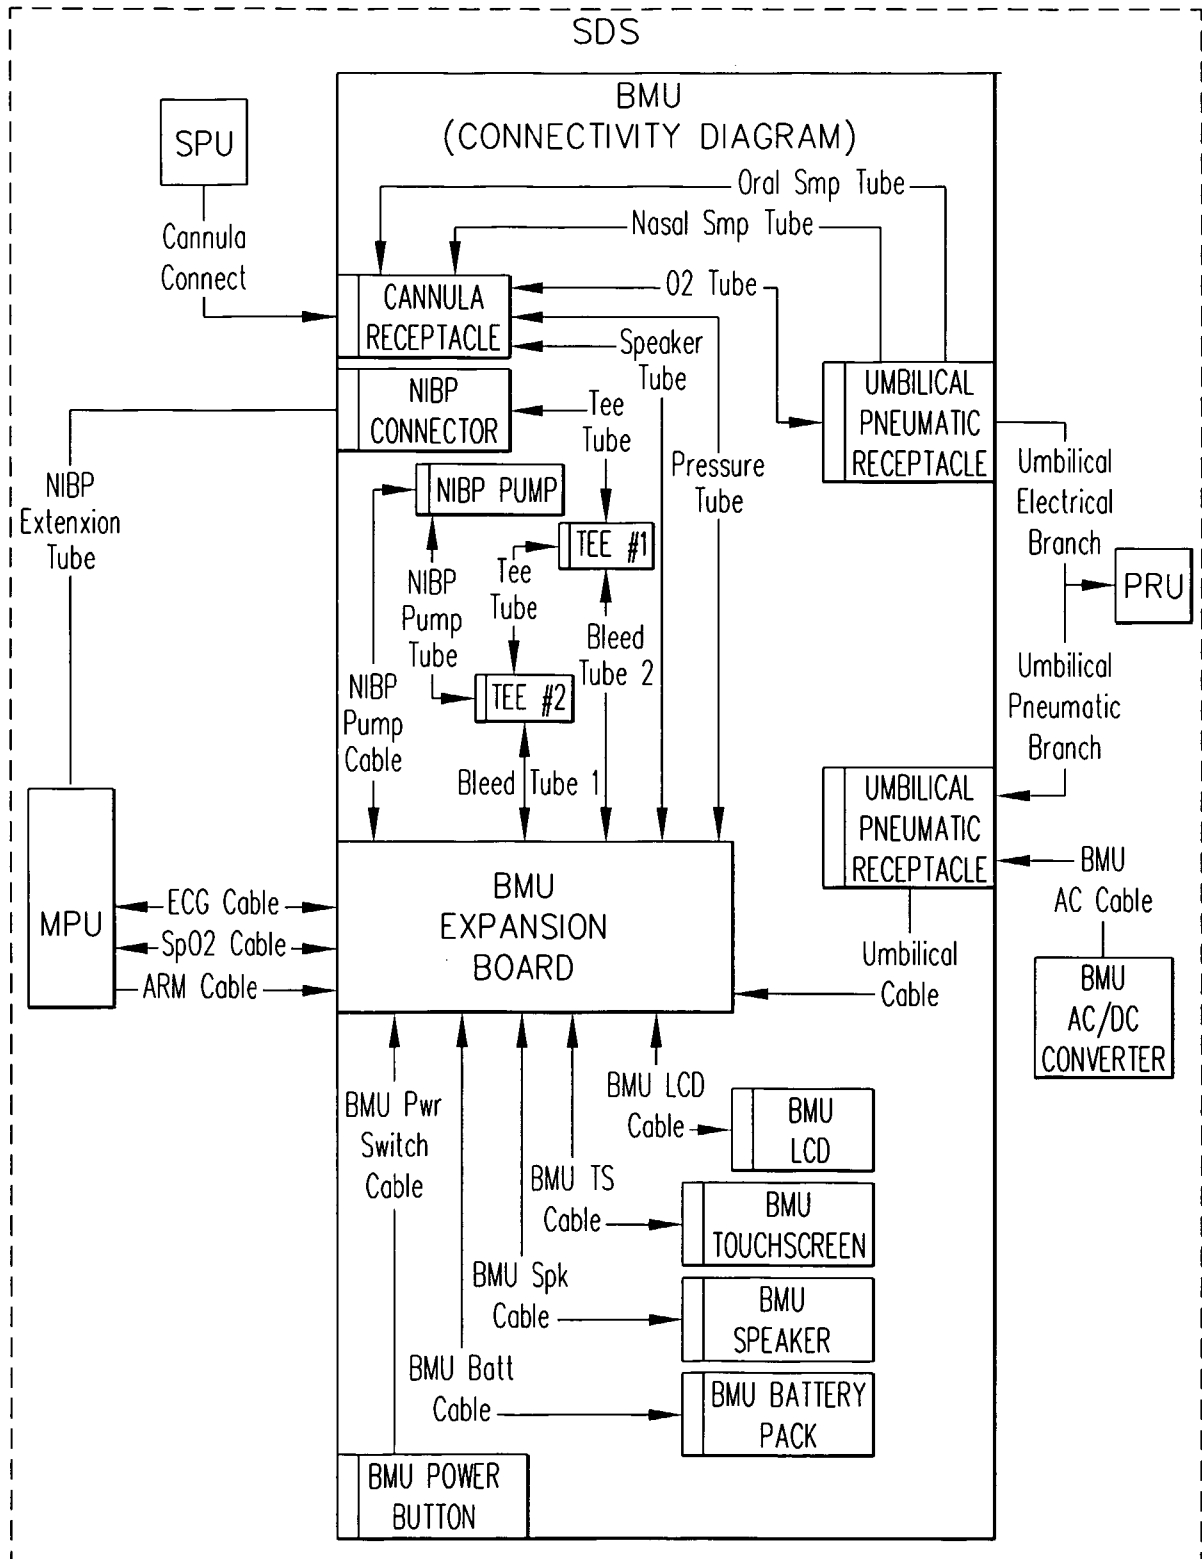 SDS
BMU
(CONNECTIVITY DIAGRAM)
SPU
Cannula
Connect
Oral Smp Tube
Nasal Smp Tube
O2 Tube
CANNULA
RECEPTACLE
Speaker
Tube
NIBP
CONNECTOR
Tee
Tube
UMBILICAL
PNEUMATIC
RECEPTACLE
Pressure
Tube
NIBP PUMP
NIBP
Extenxion
Tube
Umbilical
Electrical
Branch
TEE #1
Tee
Tube
NIBP
Pump
Tube
PRU
Bleed
Tube 2
TEE #2
NIBP
Pump
Cable
Umbilical
Pneumatic
Branch
Bleed Tube 1
UMBILICAL
PNEUMATIC
RECEPTACLE
MPU
ECG Cable
SpO2 Cable
ARM Cable
BMU
EXPANSION
BOARD
BMU
AC Cable
Umbilical
Cable
BMU
AC/DC
CONVERTER
BMU Pwr
Switch
Cable
BMU LCD
Cable
BMU
LCD
BMU TS
Cable
BMU
TOUCHSCREEN
BMU Spk
Cable
BMU
SPEAKER
BMU Batt
Cable
BMU BATTERY
PACK
BMU POWER
BUTTON